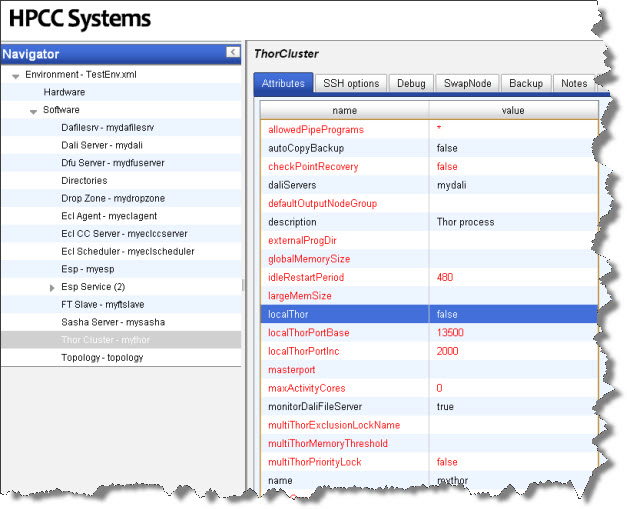 HPCC Systems
Navigator
Environment - TestEnv.xml
Hardware
Software
Dafilesrv - mydafilesrv
Dali Server - mydali
Dfu Server - mydfuserver
Directories
Drop Zone - mydropzone
Ecl Agent - myeclagent
Ecl CC Server - myeclccserver
Ecl Scheduler - myeclscheduler
Esp - myesp
Esp Service (2)
FT Slave - myftslave
Sasha Server - mysasha
Thor Cluster - mythor
Topology - topology
ThorCluster
Attributes SSH options Debug SwapNode Backup Notes
name value
allowedPipePrograms *
autoCopyBackup false
checkPointRecovery false
daliServers mydali
defaultOutputNodeGroup
description Thor process
externalProgDir
globalMemorySize
idleRestartPeriod 480
largeMemSize
localThor false
localThorPortBase 13500
localThorPortInc 2000
masterport
maxActivityCores 0
monitorDaliFileServer true
multiThorExclusionLockName
multiThorMemoryThreshold
multiThorPriorityLock false
name mythor